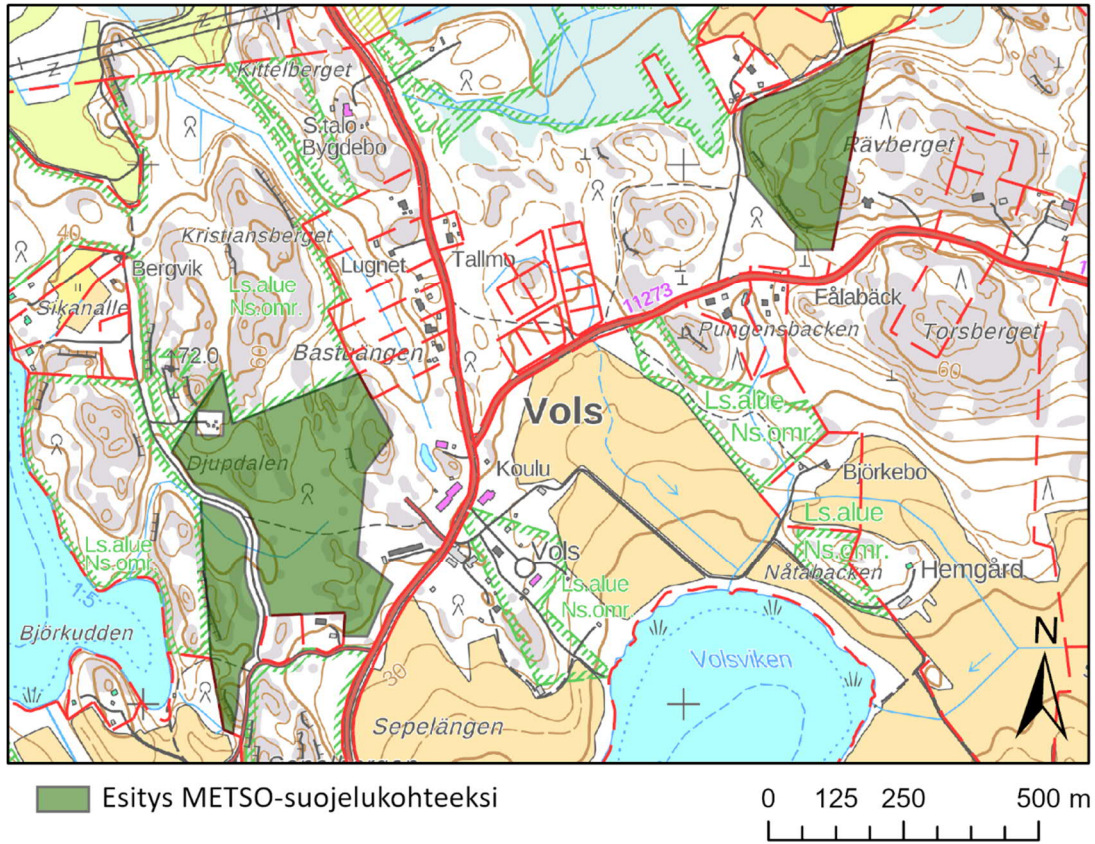 Kittelberget
S.talo
Bygdebo
Rävberget
40
Kristiansberget
Bergvik
Lugnet
Tallmo
Sikanalle
Ls.alue
Ns.omr.
60
11273
Fålabäck
Pungensbacken
Torsberget
60
Bastuängen
72.0
Vols
Ls.alue
Ns.omr.
Djupdalen
Koulu
Björkebo
Ls.alue
Ns.omr.
Ls.alue
Ns.omr.
Vols
Nåtabacken
Hemgård
Ls.alue
Ns.omr.
1.5
Björkudden
Volsviken
N
30
Sepelängen
Esitys METSO-suojelukohteeksi
0 125 250 500 m